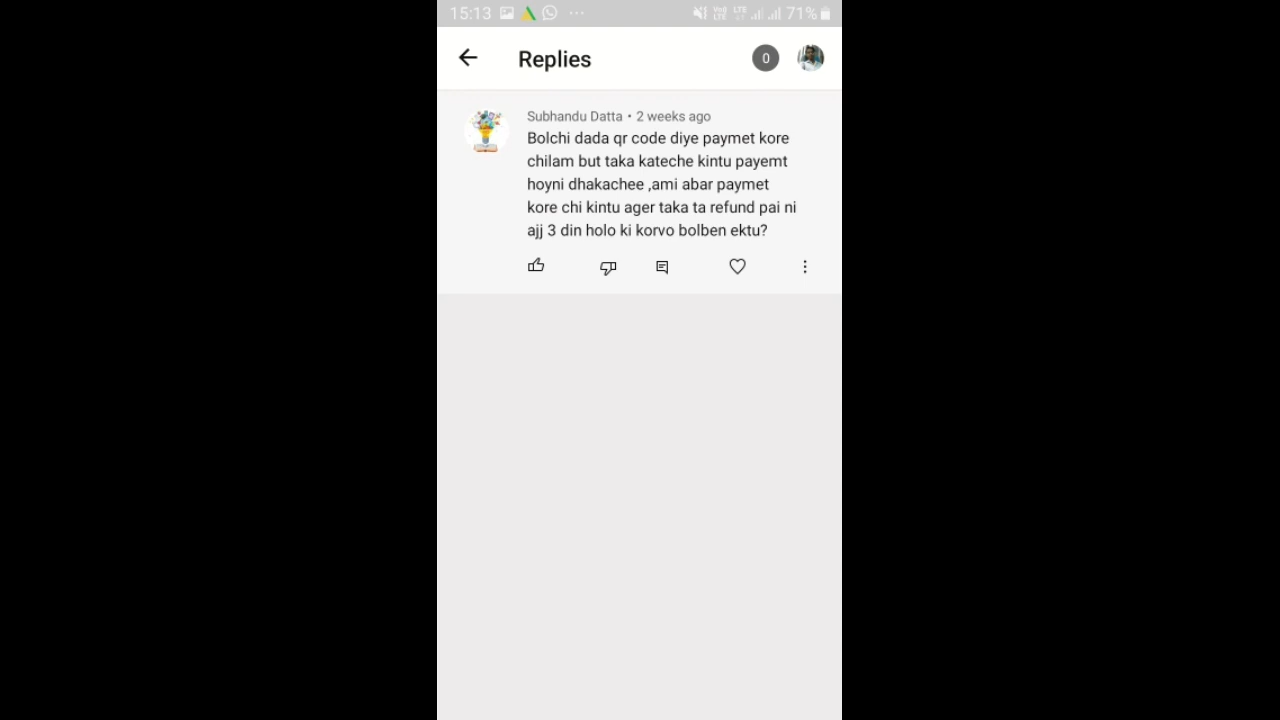 15:13 ... 71%
Replies
0
Subhandu Datta • 2 weeks ago
Bolchi dada qr code diye paymet kore
chilam but taka kateche kintu payemt
hoyni dhakachee ,ami abar paymet
kore chi kintu ager taka ta refund pai ni
ajj 3 din holo ki korvo bolben ektu?